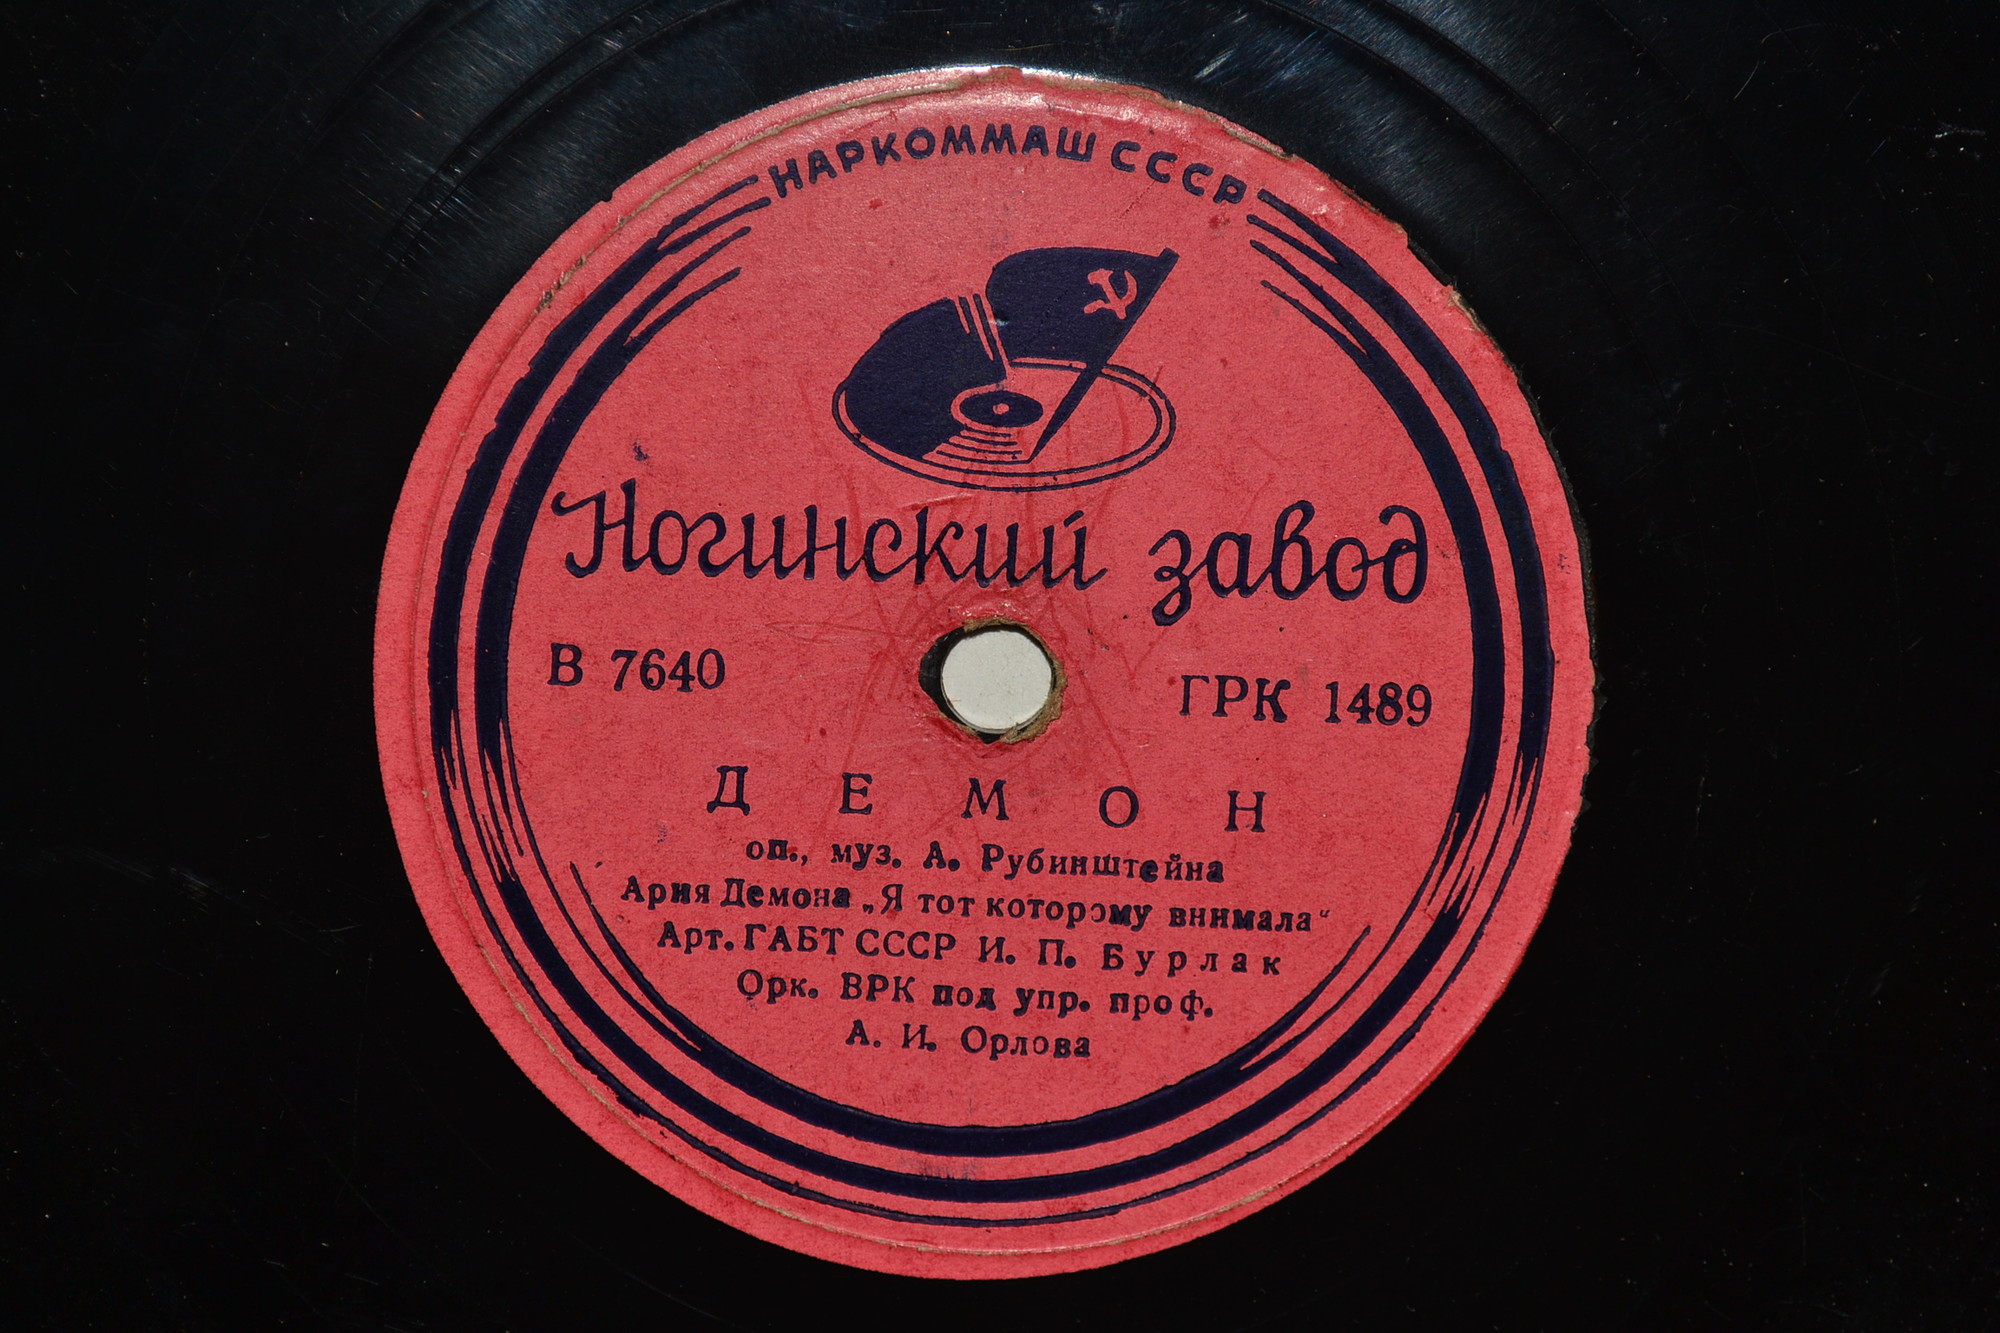 НАРКОММАШ СССР
Ногинский завод
В 7640 ГРК 1489
ДЕМОН
оп., муз. А. Рубинштейна
Ария Демона „Я тот которому внимала“
Арт. ГАБТ СССР И. П. Бурлак
Орк. ВРК под упр. проф.
А. И. Орлова